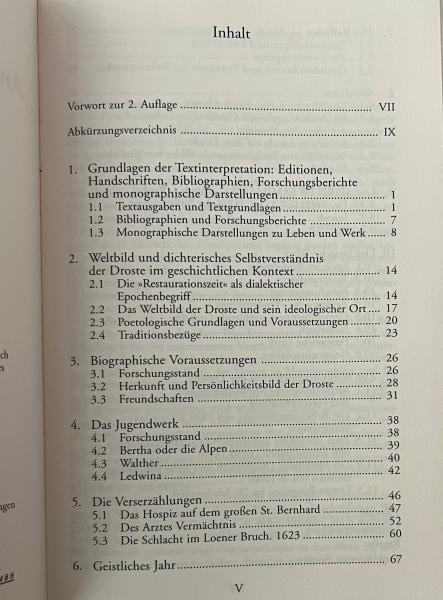 Inhalt
Vorwort zur 2. Auflage ........ VII
Abkürzungsverzeichnis ........ IX
1. Grundlagen der Textinterpretation: Editionen,
Handschriften, Bibliographien, Forschungsberichte
und monographische Darstellungen ........ 1
1.1 Textausgaben und Textgrundlagen ........ 1
1.2 Bibliographien und Forschungsberichte ........ 7
1.3 Monographische Darstellungen zu Leben und Werk ...... 8
2. Weltbild und dichterisches Selbstverständnis
der Droste im geschichtlichen Kontext ........ 14
2.1 Die »Restaurationszeit« als dialektischer
Epochenbegriff ........ 14
2.2 Das Weltbild der Droste und sein ideologischer Ort .... 17
2.3 Poetologische Grundlagen und Voraussetzungen ........ 20
2.4 Traditionsbezüge ........ 23
3. Biographische Voraussetzungen ........ 26
3.1 Forschungsstand ........ 26
3.2 Herkunft und Persönlichkeitsbild der Droste ........ 28
3.3 Freundschaften ........ 31
4. Das Jugendwerk ........ 38
4.1 Forschungsstand ........ 38
4.2 Bertha oder die Alpen ........ 39
4.3 Walther ........ 40
4.4 Ledwina ........ 42
5. Die Verserzählungen ........ 46
5.1 Das Hospiz auf dem großen St. Bernhard ........ 47
5.2 Des Arztes Vermächtnis ........ 52
5.3 Die Schlacht im Loener Bruch. 1623 ........ 60
6. Geistliches Jahr ........ 67
V